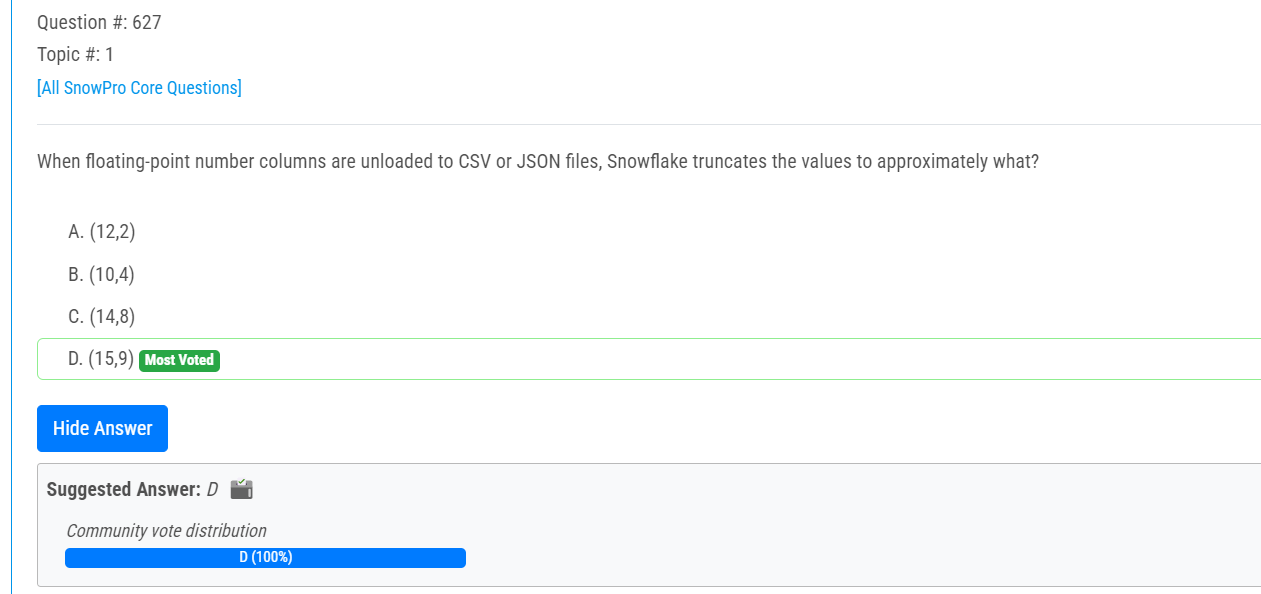 Question #: 627
Topic #: 1
[All SnowPro Core Questions]
When floating-point number columns are unloaded to CSV or JSON files, Snowflake truncates the values to approximately what?
A. (12,2)
B. (10,4)
C. (14,8)
D. (15,9) Most Voted
Hide Answer
Suggested Answer: D
Community vote distribution
D (100%)